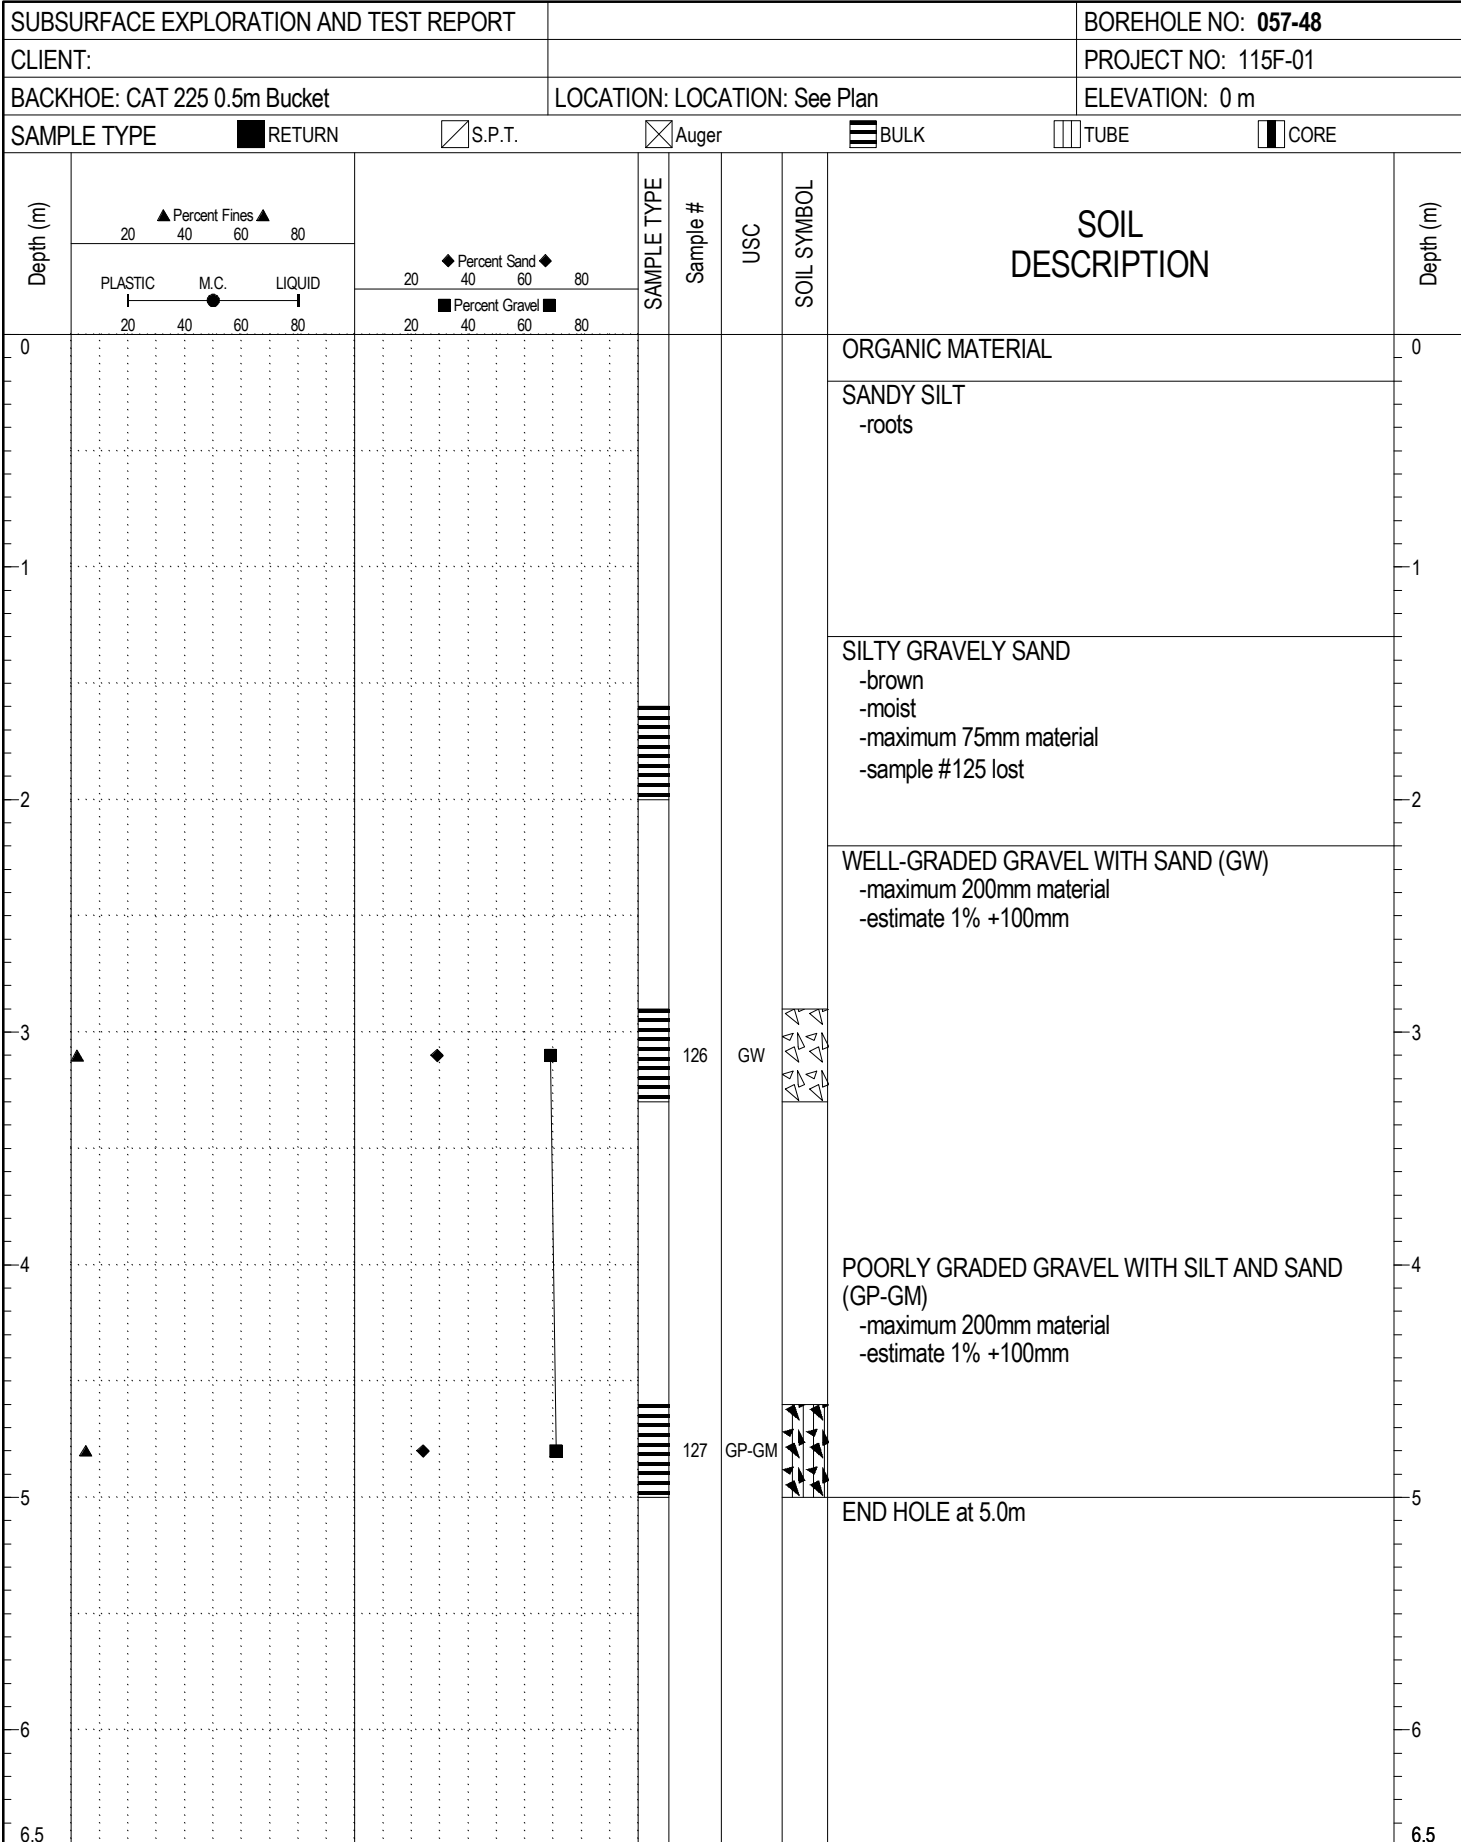 SUBSURFACE EXPLORATION AND TEST REPORT
BOREHOLE NO: 057-48
CLIENT:
PROJECT NO: 115F-01
BACKHOE: CAT 225 0.5m Bucket
LOCATION: LOCATION: See Plan
ELEVATION: 0 m
SAMPLE TYPE RETURN S.P.T. Auger BULK TUBE CORE
Depth (m)
Percent Fines
20 40 60 80
PLASTIC M.C. LIQUID
20 40 60 80
Percent Sand
20 40 60 80
Percent Gravel
20 40 60 80
SAMPLE TYPE
Sample #
USC
SOIL SYMBOL
SOIL
DESCRIPTION
Depth (m)
0 0
ORGANIC MATERIAL
SANDY SILT
-roots
1 1
SILTY GRAVELY SAND
-brown
-moist
-maximum 75mm material
-sample #125 lost
2 2
WELL-GRADED GRAVEL WITH SAND (GW)
-maximum 200mm material
-estimate 1% +100mm
3 3
126 GW
4 4
POORLY GRADED GRAVEL WITH SILT AND SAND
(GP-GM)
-maximum 200mm material
-estimate 1% +100mm
127 GP-GM
5 5
END HOLE at 5.0m
6 6
6.5 6.5